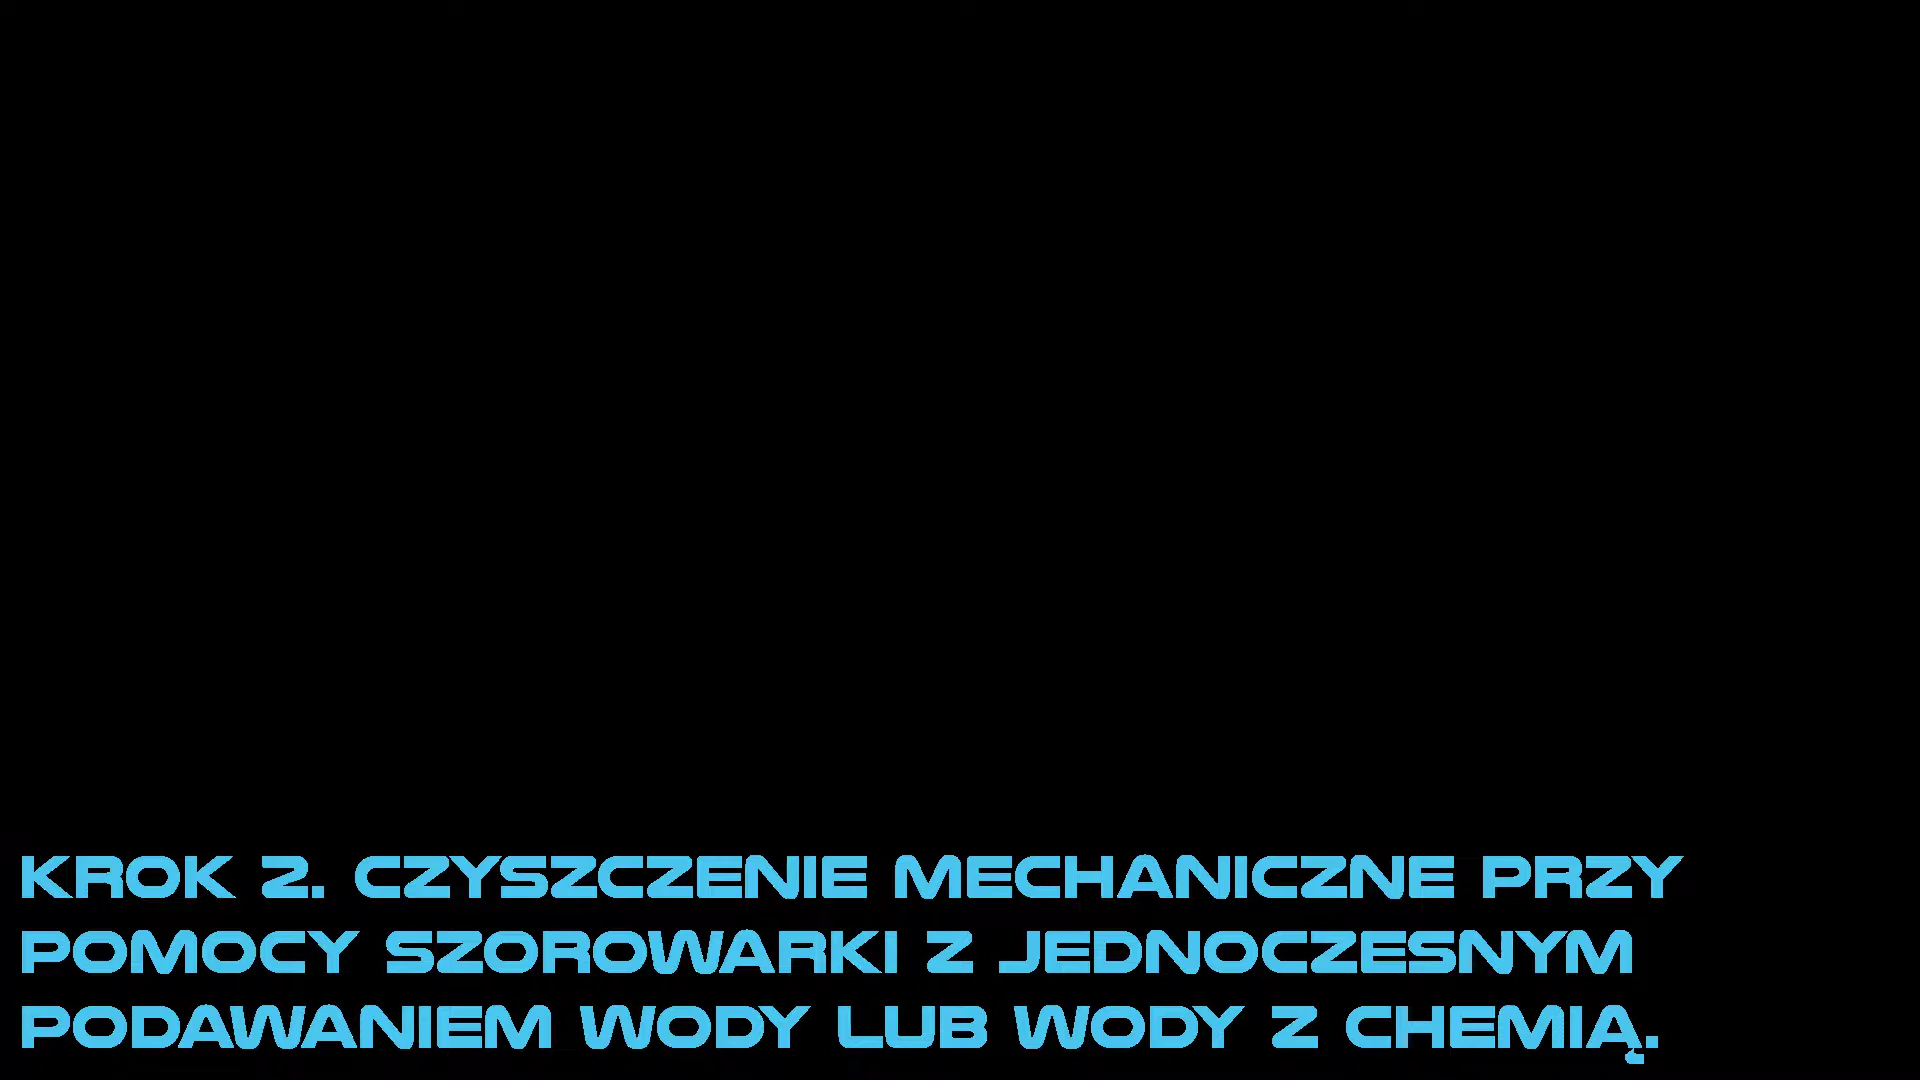 KROK 2. CZYSZCZENIE MECHANICZNE PRZY
POMOCY SZOROWARKI Z JEDNOCZESNYM
PODAWANIEM WODY LUB WODY Z CHEMIĄ.